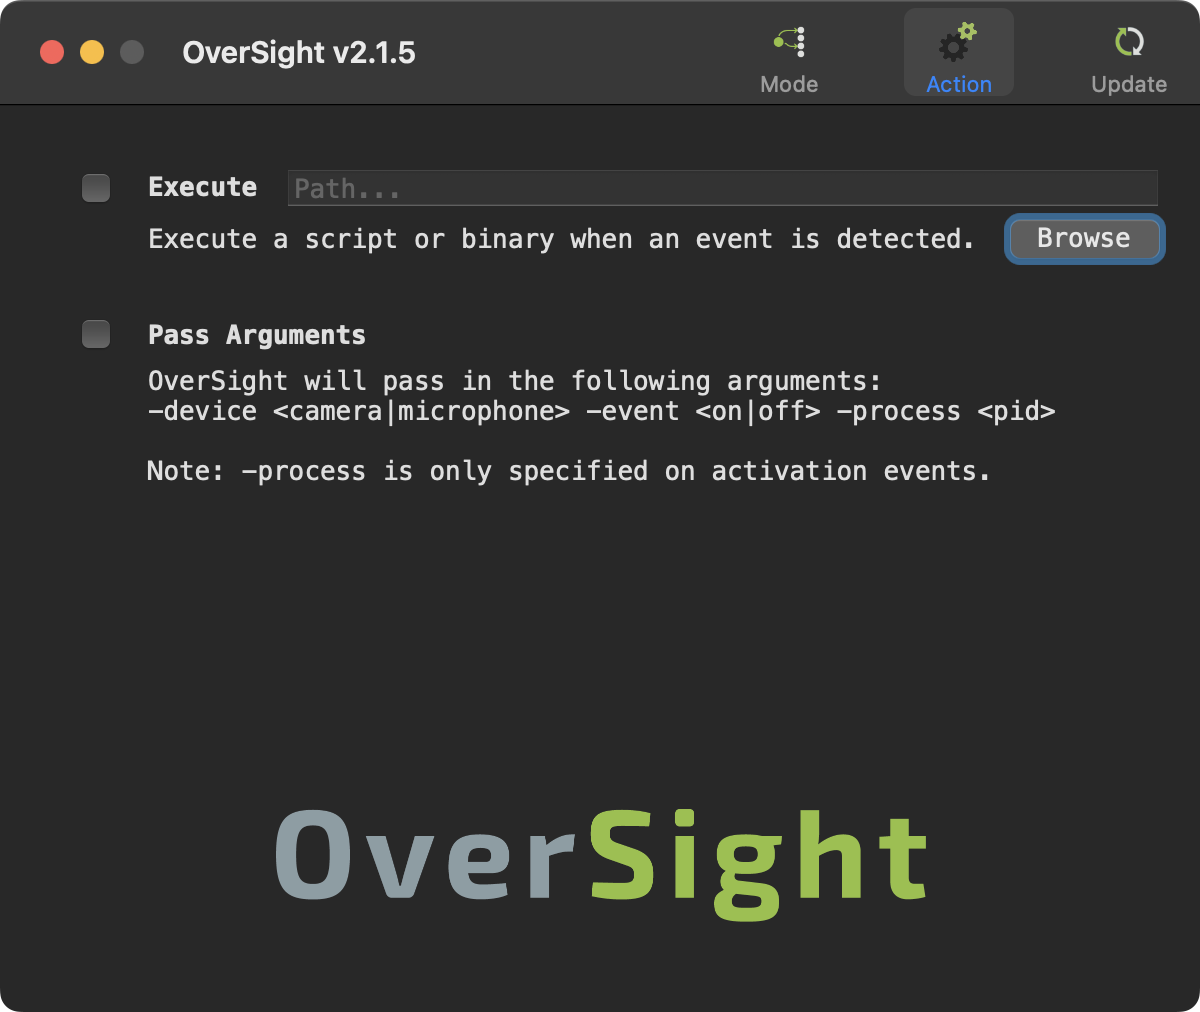 OverSight v2.1.5
Mode
Action
Update
Execute
Path...
Execute a script or binary when an event is detected.
Browse
Pass Arguments
OverSight will pass in the following arguments:
-device <camera|microphone> -event <on|off> -process <pid>
Note: -process is only specified on activation events.
OverSight